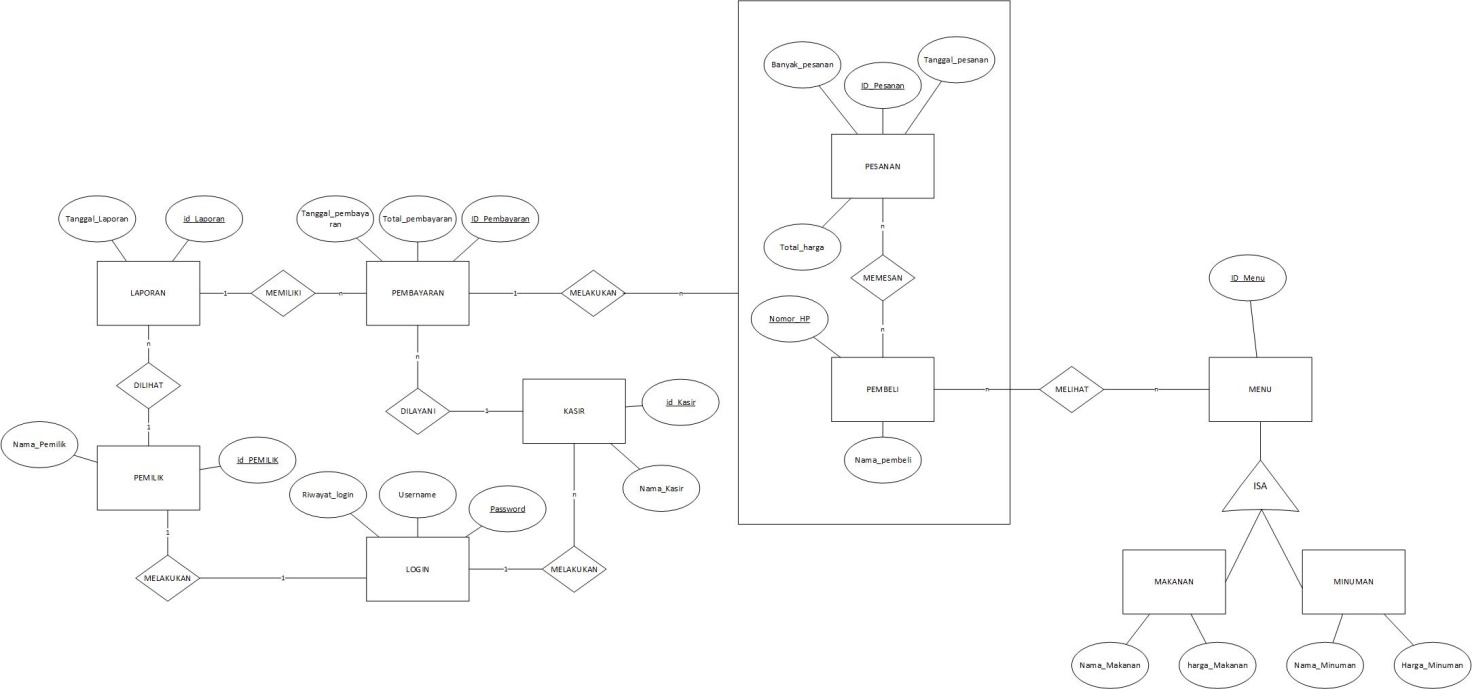 Banyak_pesanan
ID_Pesanan
Tanggal_pesanan
PESANAN
Total_harga
n
MEMESAN
n
Nomor_HP
PEMBELI
Nama_pembeli
Tanggal_Laporan
id_Laporan
LAPORAN
1
MEMILIKI
n
Tanggal_pembaya
ran
Total_pembayaran
ID_Pembayaran
PEMBAYARAN
1
MELAKUKAN
n
n
DILIHAT
1
n
DILAYANI
1
KASIR
id_Kasir
Nama_Kasir
n
MELIHAT
n
ID_Menu
MENU
ISA
MAKANAN
MINUMAN
Nama_Makanan
harga_Makanan
Nama_Minuman
Harga_Minuman
Nama_Pemilik
id_PEMILIK
PEMILIK
1
MELAKUKAN
1
Riwayat_login
Username
Password
LOGIN
1
MELAKUKAN
n